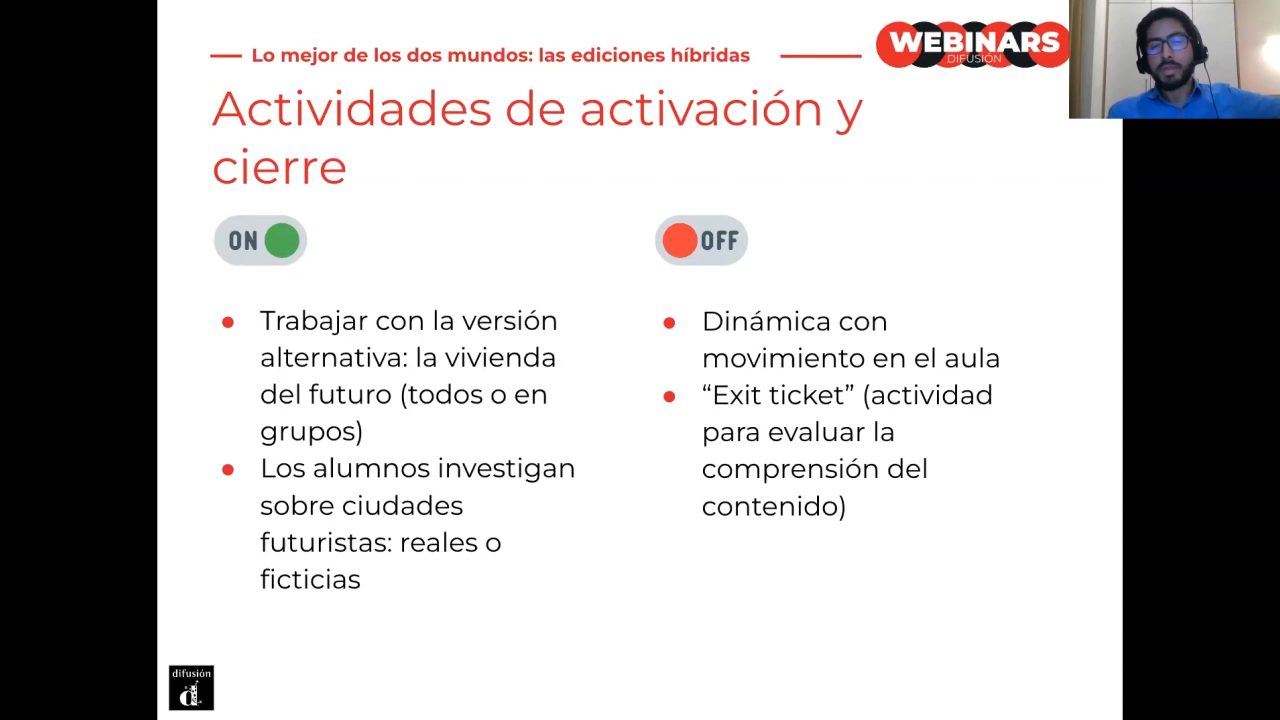 Lo mejor de los dos mundos: las ediciones híbridas
WEBINARS
DIFUSIÓN
Actividades de activación y
cierre
ON
OFF
● Trabajar con la versión
alternativa: la vivienda
del futuro (todos o en
grupos)
● Los alumnos investigan
sobre ciudades
futuristas: reales o
ficticias
● Dinámica con
movimiento en el aula
● “Exit ticket” (actividad
para evaluar la
comprensión del
contenido)
difusión
d